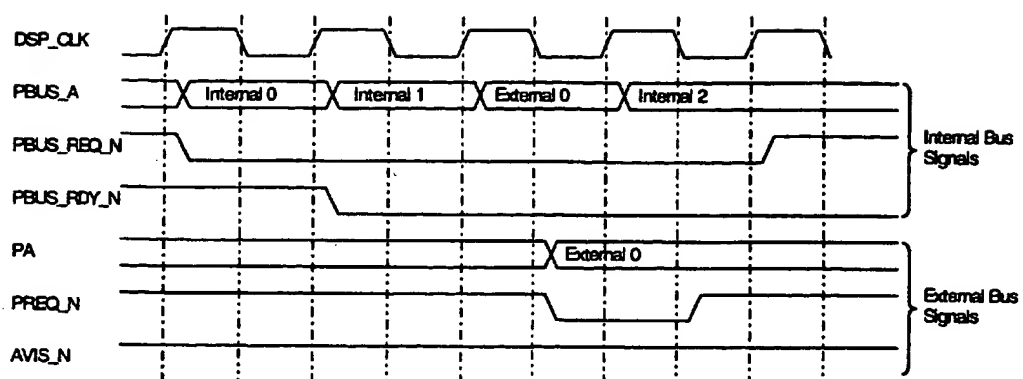 DSP_CLK
PBUS_A
Internal 0
Internal 1
External 0
Internal 2
PBUS_REQ_N
Internal Bus
Signals
PBUS_RDY_N
PA
External 0
PREQ_N
External Bus
Signals
AVIS_N